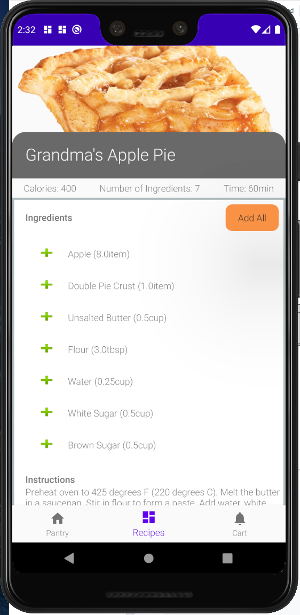 2:32
Grandma's Apple Pie
Calories: 400 Number of Ingredients: 7 Time: 60min
Ingredients Add All
Apple (8.0item)
Double Pie Crust (1.0item)
Unsalted Butter (0.5cup)
Flour (3.0tbsp)
Water (0.25cup)
White Sugar (0.5cup)
Brown Sugar (0.5cup)
Instructions
Preheat oven to 425 degrees F (220 degrees C). Melt the butter
in a saucepan. Stir in flour to form a paste. Add water, white
Pantry Recipes Cart